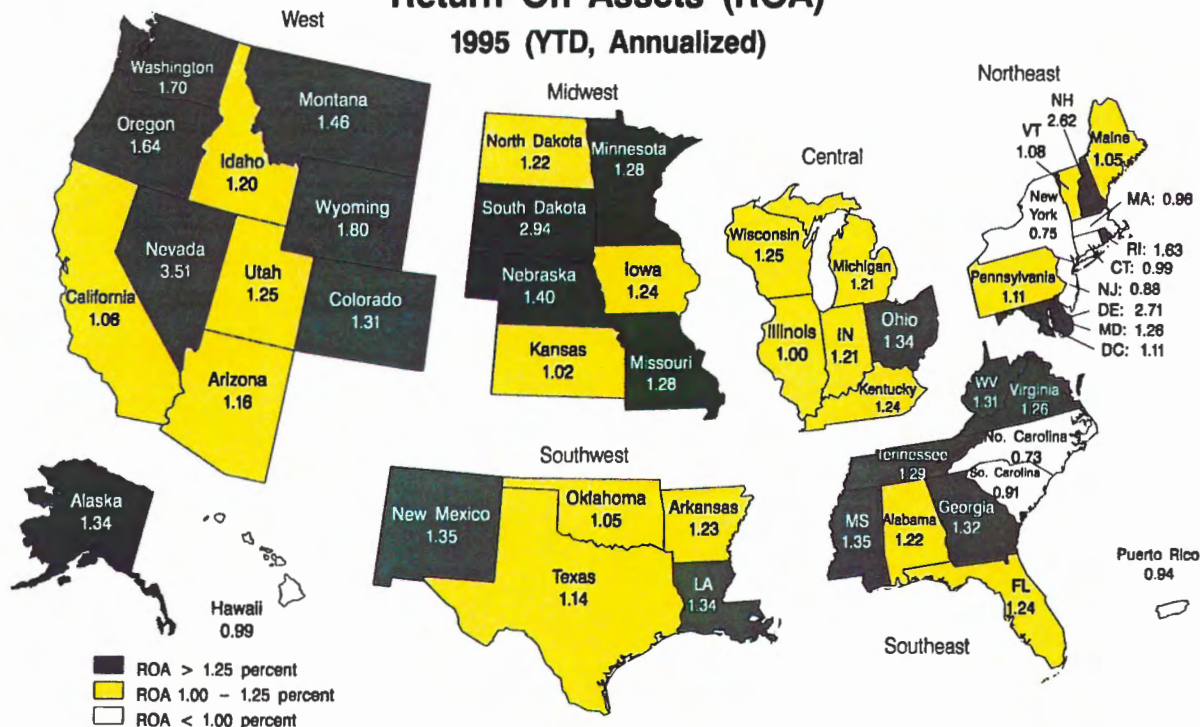 Return On Assets (ROA)
1995 (YTD, Annualized)
West
Washington
1.70
Montana
1.46
Oregon
1.64
Idaho
1.20
Wyoming
1.80
Nevada
3.51
Utah
1.25
Colorado
1.31
California
1.06
Arizona
1.16
Alaska
1.34
Hawaii
0.99
Midwest
North Dakota
1.22
Minnesota
1.28
South Dakota
2.94
Nebraska
1.40
Iowa
1.24
Kansas
1.02
Missouri
1.28
Central
Wisconsin
1.25
Michigan
1.21
Illinois
1.00
IN
1.21
Ohio
1.34
Kentucky
1.24
Northeast
NH
2.62
VT
1.08
Maine
1.05
New
York
0.75
MA: 0.96
RI: 1.63
CT: 0.99
Pennsylvania
1.11
NJ: 0.88
DE: 2.71
MD: 1.26
DC: 1.11
Southwest
New Mexico
1.35
Oklahoma
1.05
Arkansas
1.23
Texas
1.14
LA
1.34
WV
1.31
Virginia
1.26
No. Carolina
0.73
Tennessee
1.29
So. Carolina
0.91
MS
1.35
Alabama
1.22
Georgia
1.32
FL
1.24
Southeast
Puerto Rico
0.94
ROA > 1.25 percent
ROA 1.00 - 1.25 percent
ROA < 1.00 percent